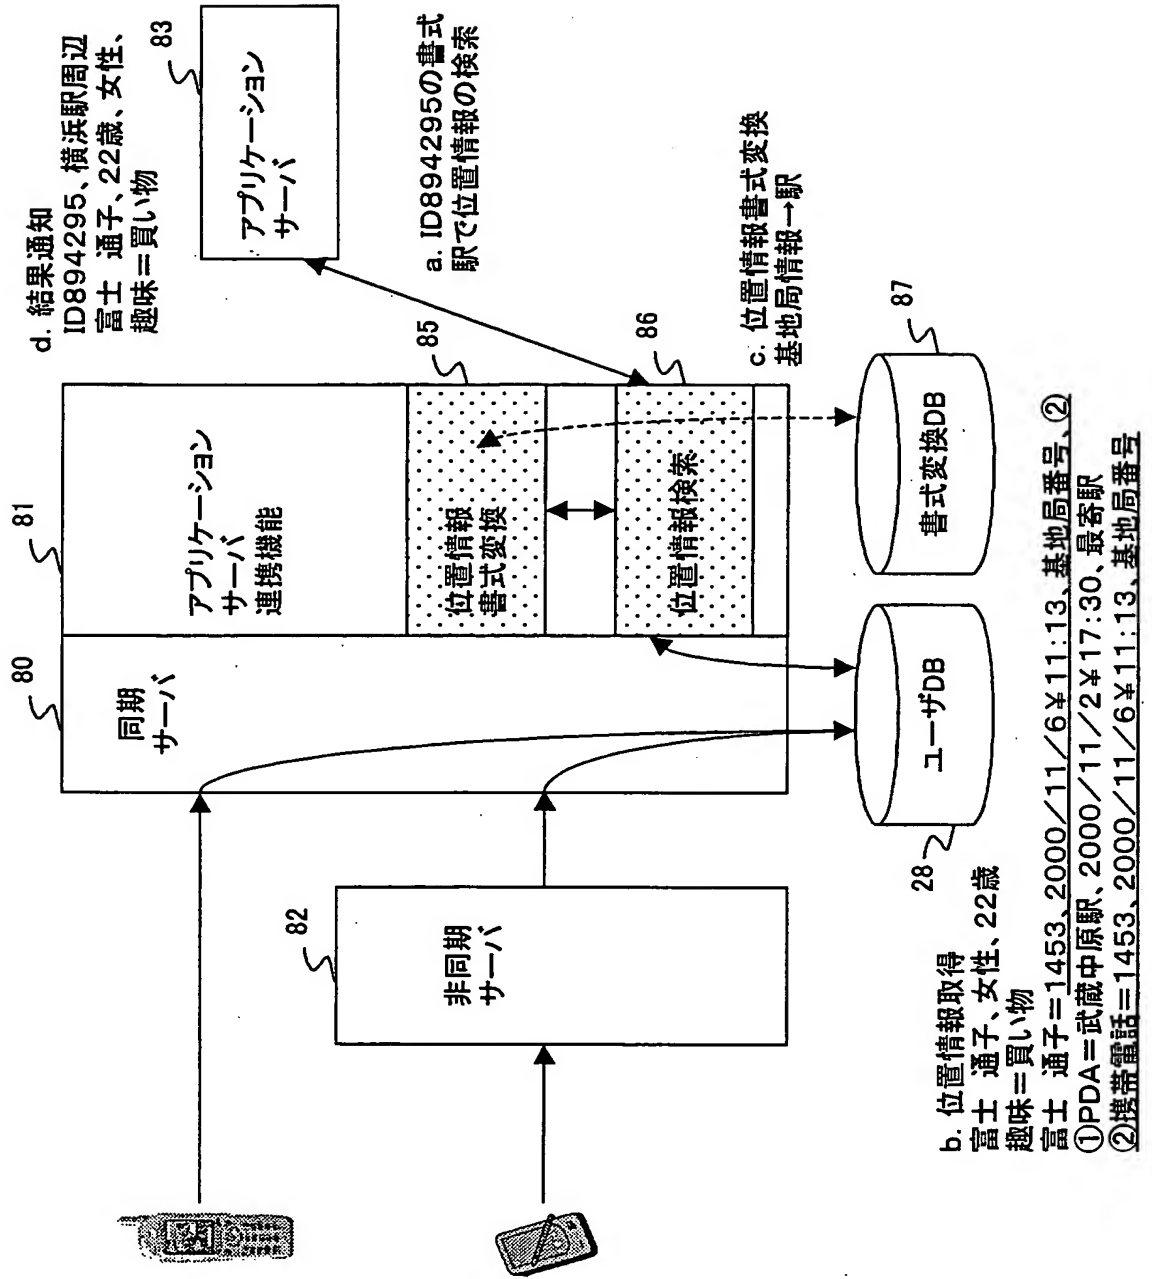 80
同期
サーバ
81
アプリケーション
サーバ
連携機能
位置情報
書式変換
85
位置情報検索
86
d. 結果通知
ID894295、横浜駅周辺
富士 通子、22歳、女性、
趣味＝買い物
83
アプリケーション
サーバ
a. ID894295の書式
駅で位置情報の検索
c. 位置情報書式変換
基地局情報→駅
82
非同期
サーバ
28
ユーザDB
87
書式変換DB
b. 位置情報取得
富士 通子、女性、22歳
趣味＝買い物
富士 通子＝1453、2000/11/6¥11:13、基地局番号、②
①PDA＝武蔵中原駅、2000/11/2¥17:30、最寄駅
②携帯電話＝1453、2000/11/6¥11:13、基地局番号